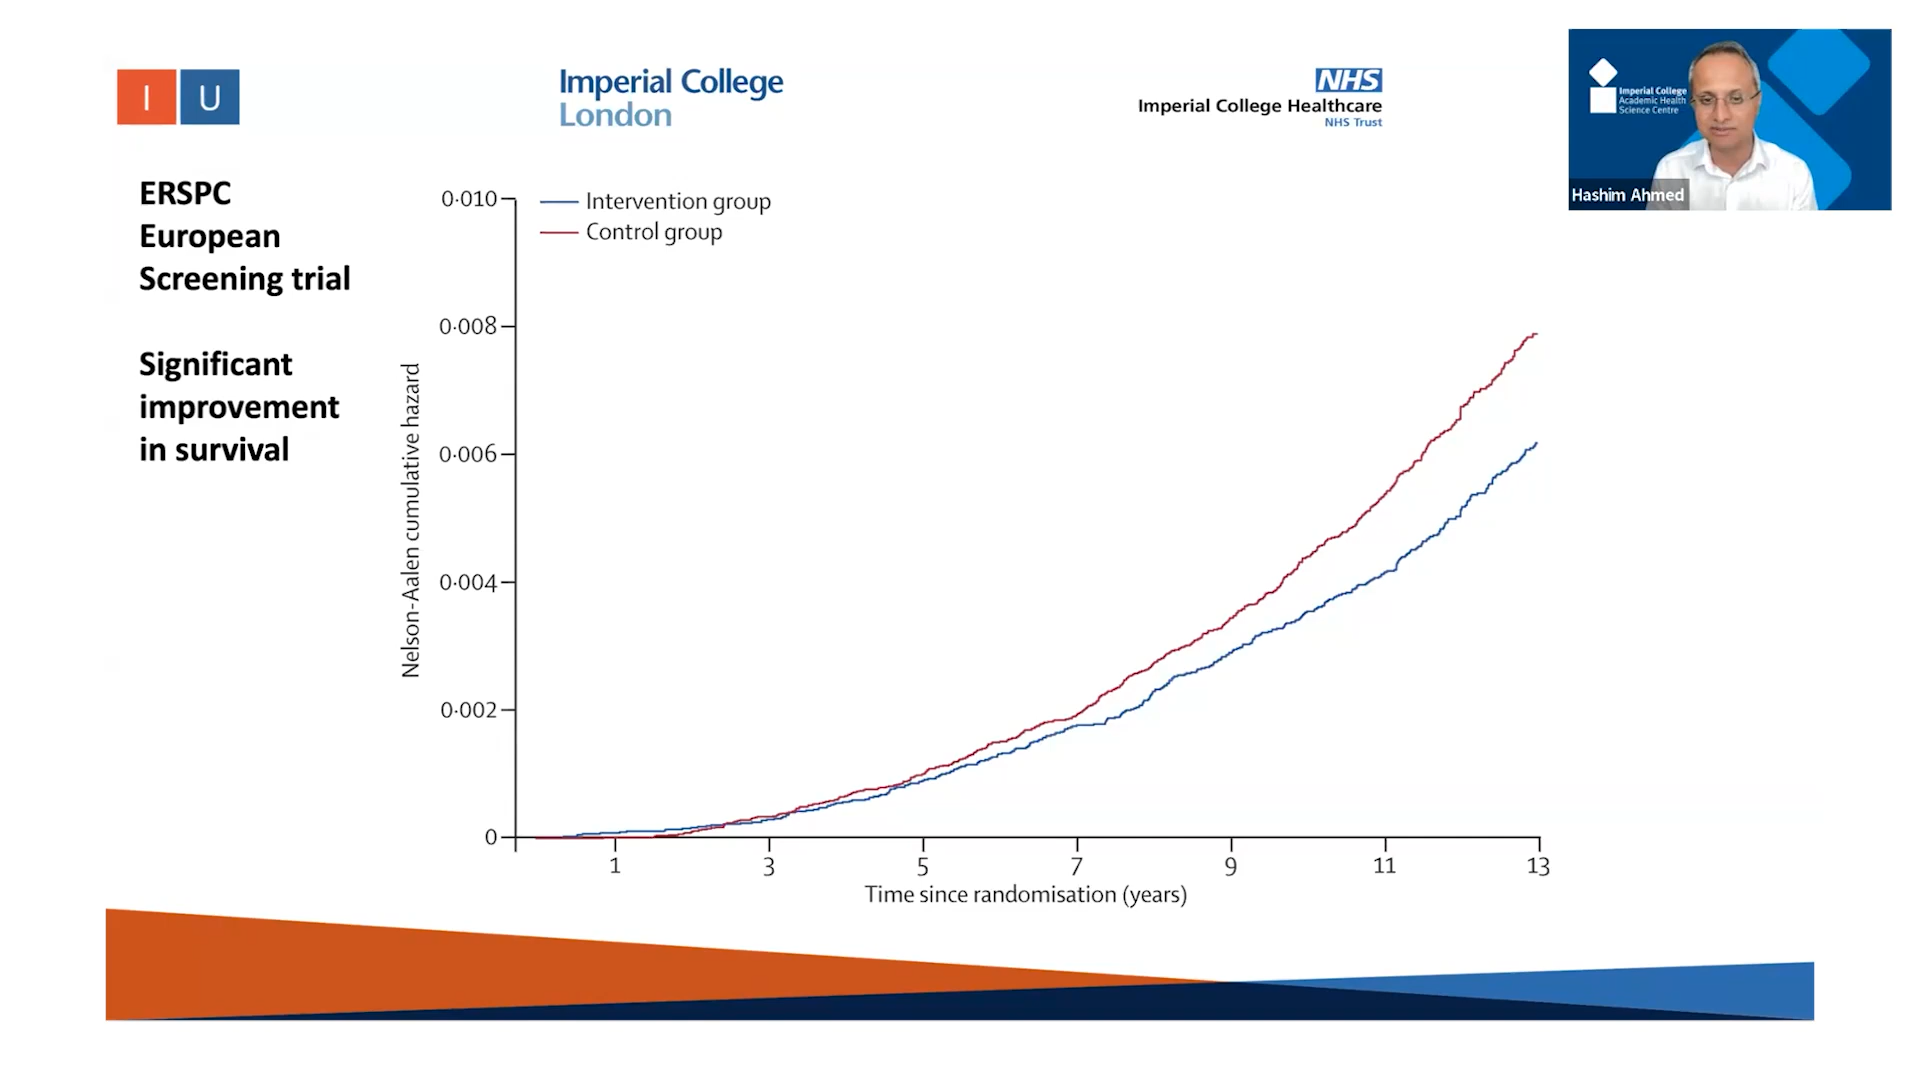 I U
Imperial College
London
NHS
Imperial College Healthcare
NHS Trust
Imperial College
Academic Health
Science Centre
Hashim Ahmed
ERSPC
European
Screening trial
Significant
improvement
in survival
Intervention group
Control group
0·010
0·008
0·006
0·004
0·002
0
Nelson-Aalen cumulative hazard
1 3 5 7 9 11 13
Time since randomisation (years)